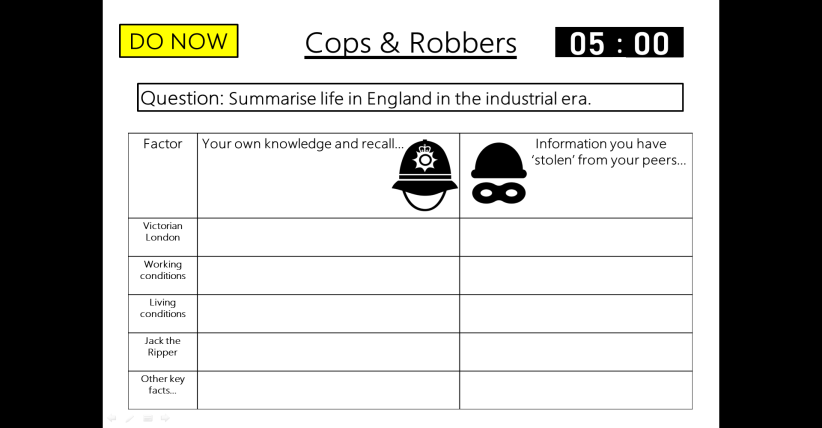 DO NOW
Cops & Robbers
05 : 00
Question: Summarise life in England in the industrial era.
Factor
Your own knowledge and recall...
Information you have
'stolen' from your peers...
Victorian
London
Working
conditions
Living
conditions
Jack the
Ripper
Other key
facts...